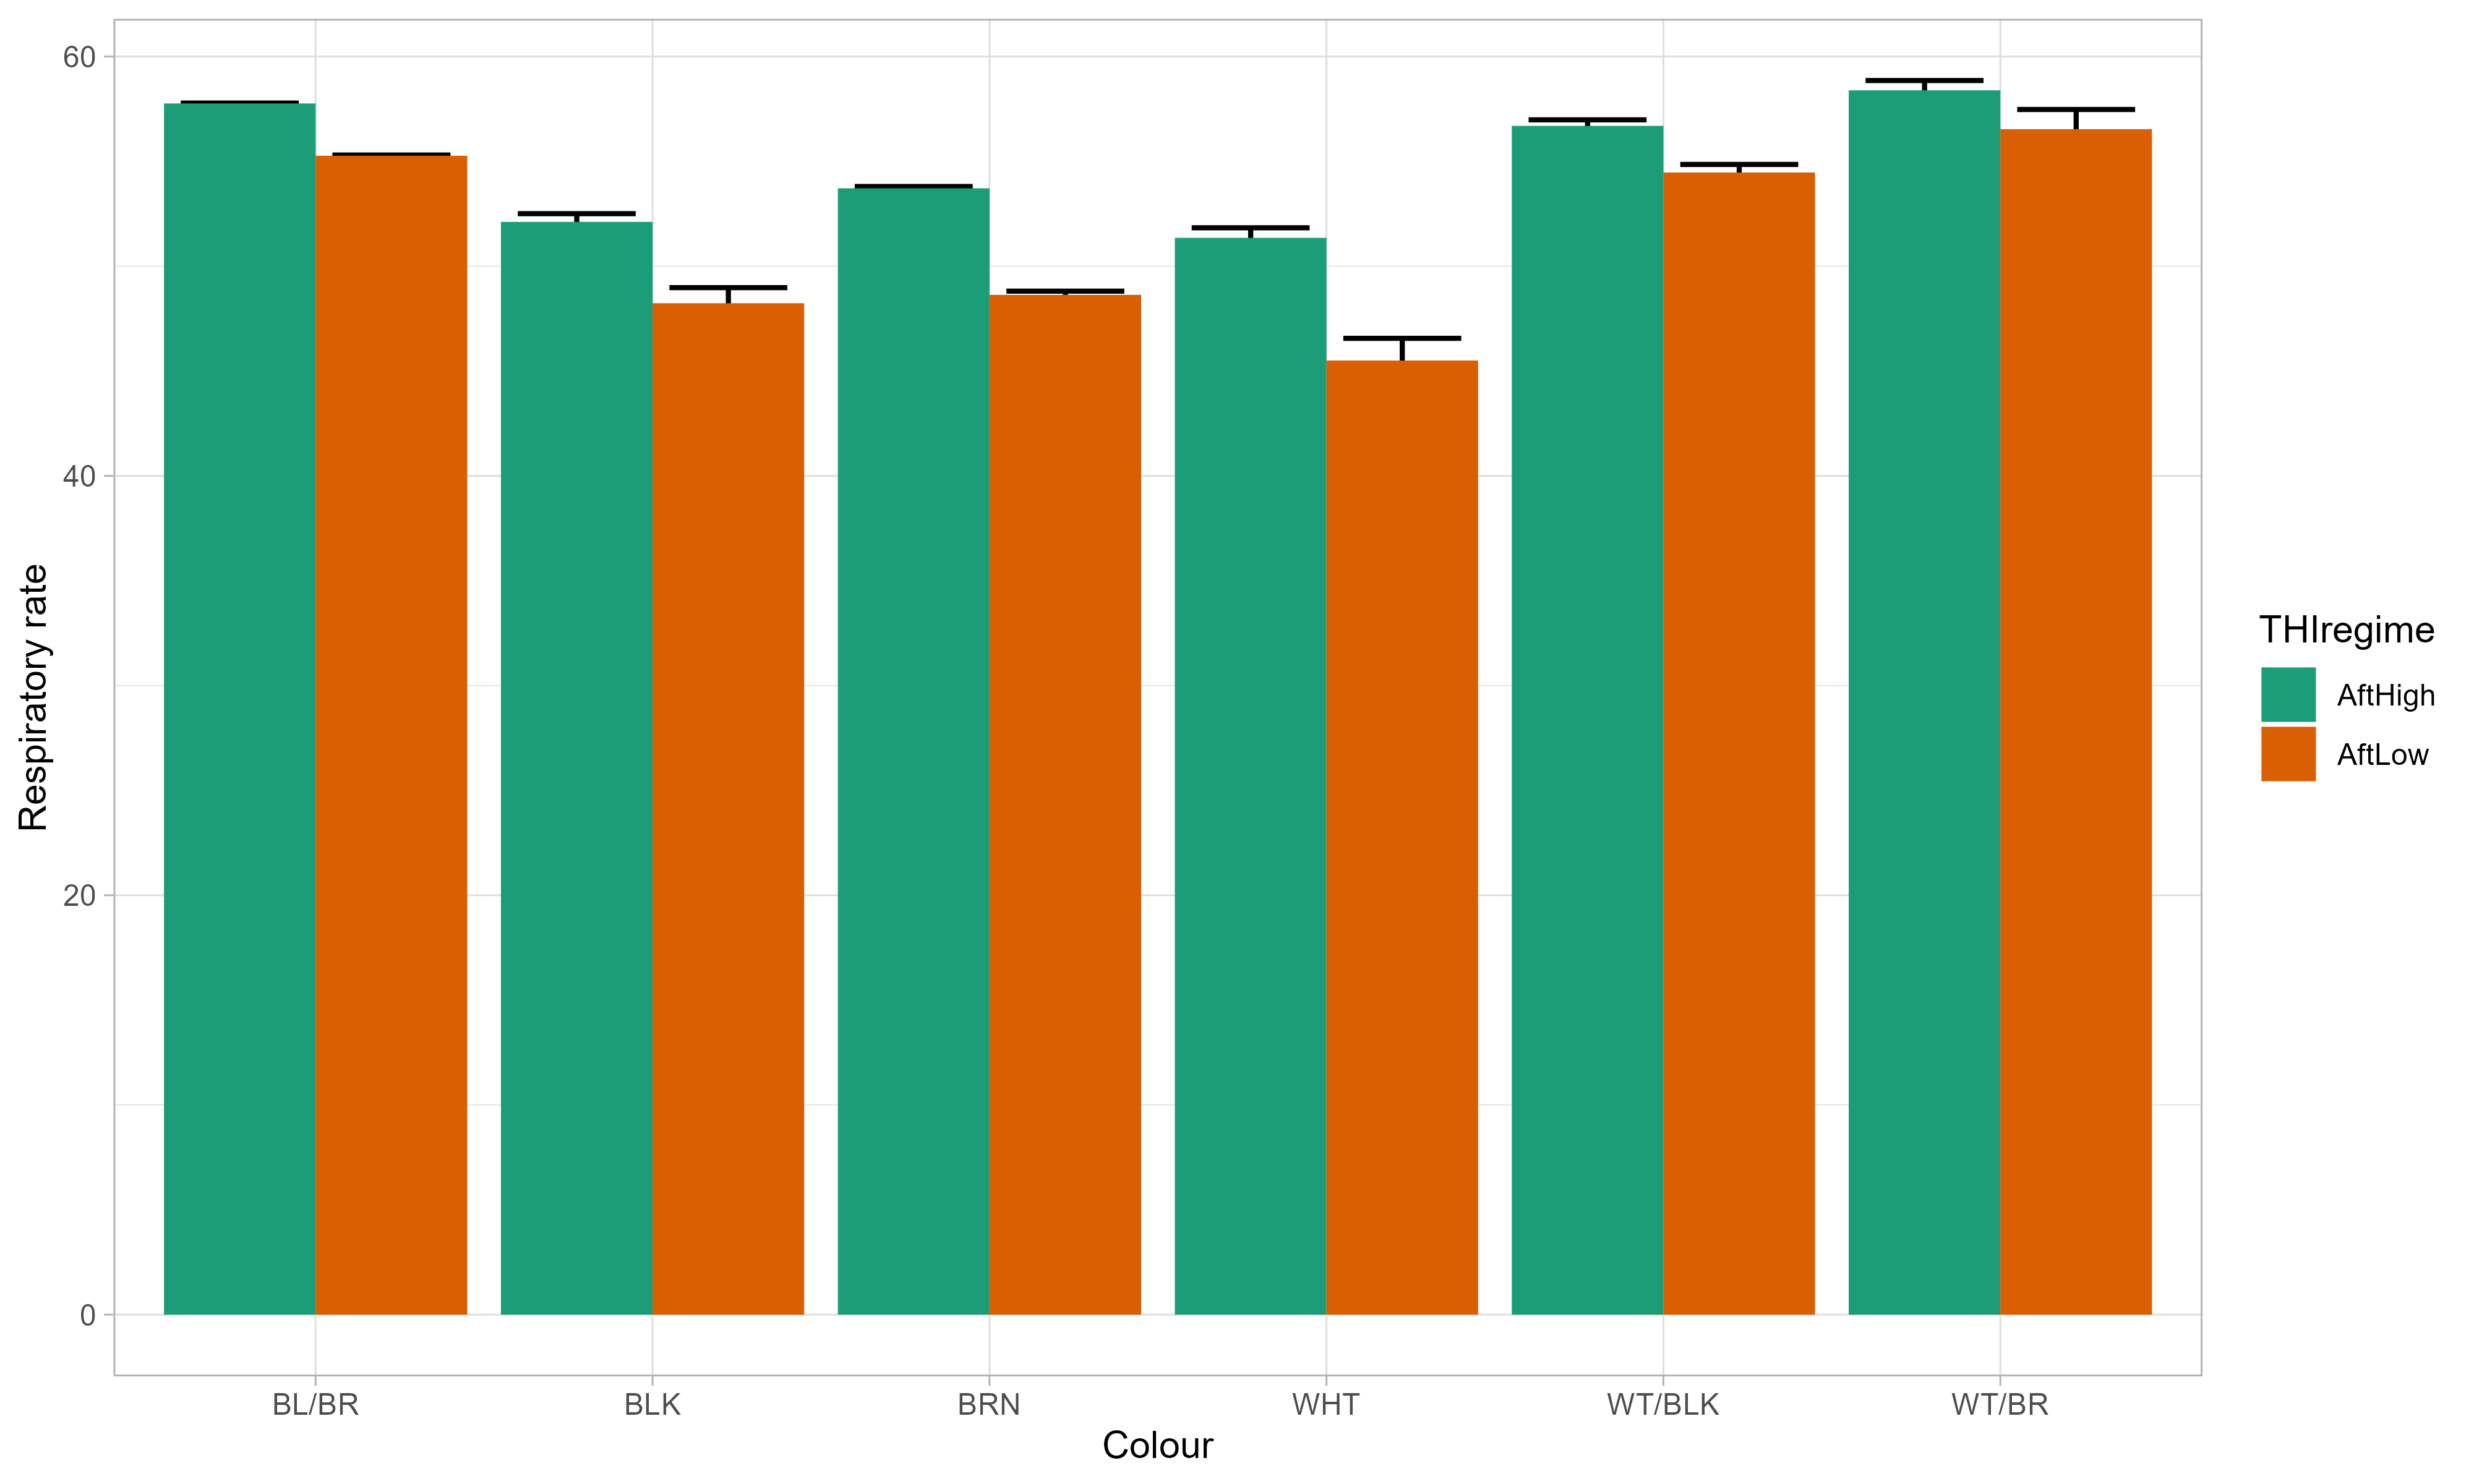 60
40
20
0
Respiratory rate
BL/BR
BLK
BRN
WHT
WT/BLK
WT/BR
Colour
THIregime
AftHigh
AftLow